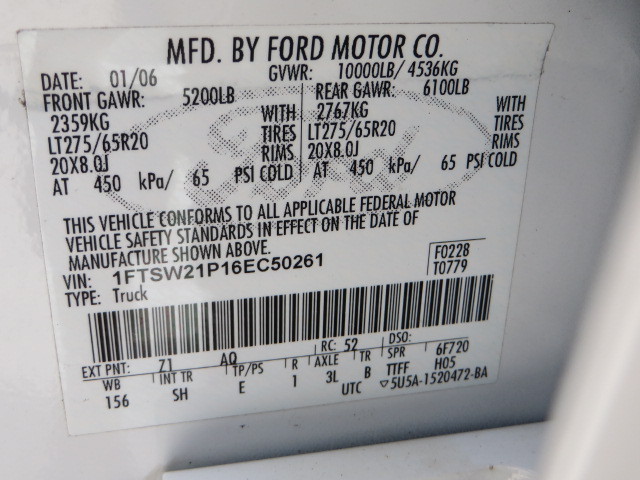 MFD. BY FORD MOTOR CO.
DATE: 01/06 GVWR: 10000LB/ 4536KG
FRONT GAWR: 5200LB REAR GAWR: 6100LB
2359KG WITH 2767KG WITH
LT275/65R20 TIRES LT275/65R20 TIRES
20X8.0J RIMS 20X8.0J RIMS
AT 450 kPa/ 65 PSI COLD AT 450 kPa/ 65 PSI COLD
Ford
THIS VEHICLE CONFORMS TO ALL APPLICABLE FEDERAL MOTOR
VEHICLE SAFETY STANDARDS IN EFFECT ON THE DATE OF
MANUFACTURE SHOWN ABOVE.
VIN: 1FTSW21P16EC50261 F0228
TYPE: Truck T0779
EXT PNT: 71 AQ RC: 52 DSO:
WB INT TR TP/PS R AXLE TR SPR 6F720
156 SH E 1 3L B TTFF H05
UTC 5U5A-1520472-BA